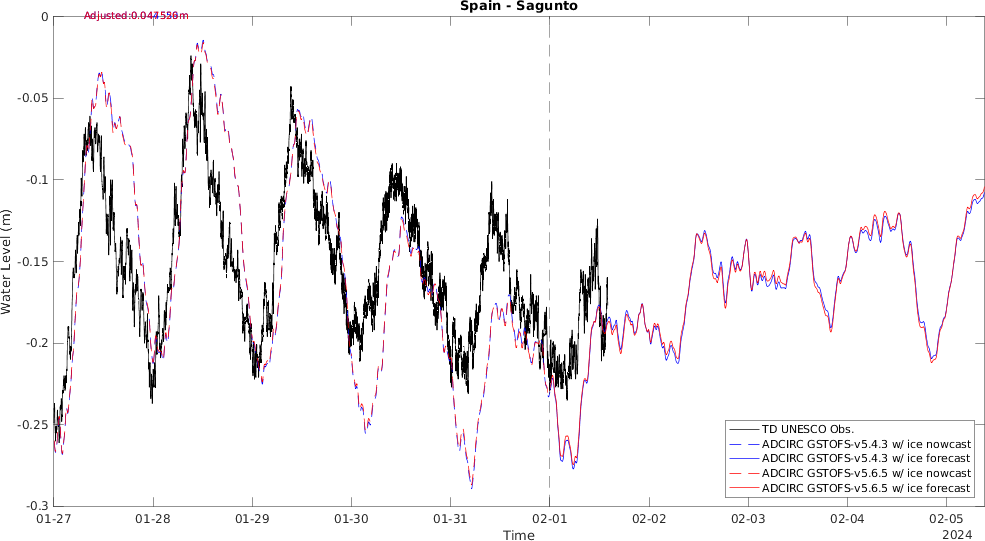 Spain - Sagunto
0
-0.05
-0.1
-0.15
-0.2
-0.25
-0.3
Water Level (m)
TD UNESCO Obs.
ADCIRC GSTOFS-v5.4.3 w/ ice nowcast
ADCIRC GSTOFS-v5.4.3 w/ ice forecast
ADCIRC GSTOFS-v5.6.5 w/ ice nowcast
ADCIRC GSTOFS-v5.6.5 w/ ice forecast
01-27 01-28 01-29 01-30 01-31 02-01 02-02 02-03 02-04 02-05
Time
2024